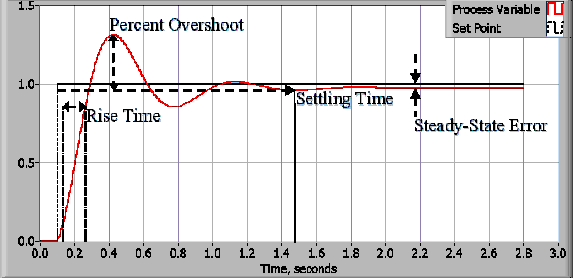 1.5
Process Variable
Set Point
Percent Overshoot
1.0
Settling Time
Rise Time
Steady-State Error
0.5
0.0
0.0 0.2 0.4 0.6 0.8 1.0 1.2 1.4 1.6 1.8 2.0 2.2 2.4 2.6 2.8 3.0
Time, seconds